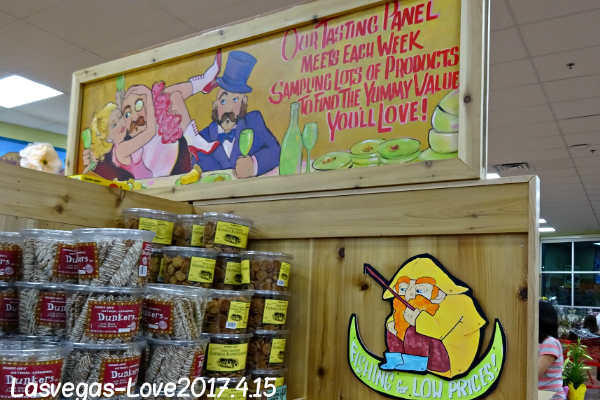 OUR TASTING PANEL
MEETS EACH WEEK
SAMPLING LOTS OF PRODUCTS
TO FIND THE YUMMY VALUE
YOU'LL LOVE!
FISHING 4 LOW PRICES!
Dunkers
Dunkers
Dunkers
Dunkers
Lasvegas-Love2017.4.15